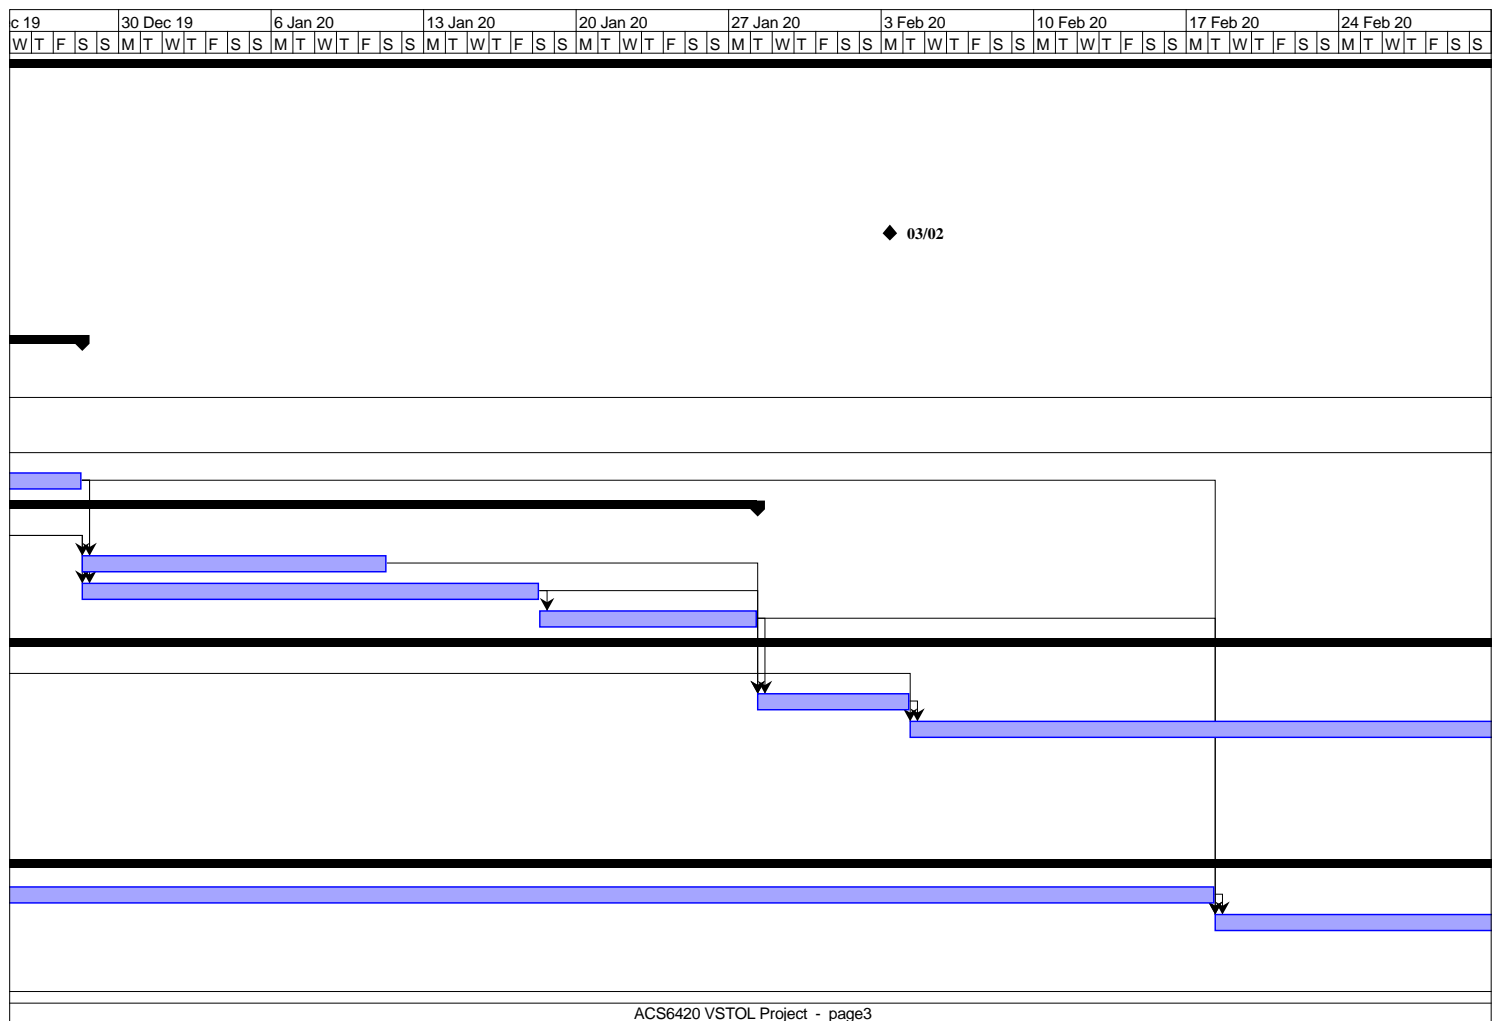 c 19 30 Dec 19 6 Jan 20 13 Jan 20 20 Jan 20 27 Jan 20 3 Feb 20 10 Feb 20 17 Feb 20 24 Feb 20
W T F S S M T W T F S S M T W T F S S M T W T F S S M T W T F S S M T W T F S S M T W T F S S M T W T F S S M T W T F S S M T W T F S S
03/02
ACS6420 VSTOL Project - page3